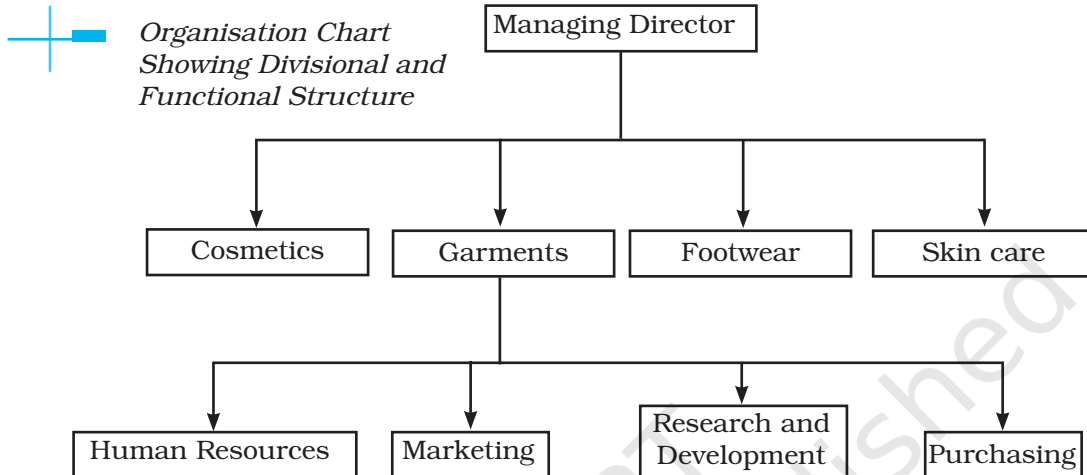 Organisation Chart
Showing Divisional and
Functional Structure
Managing Director
Cosmetics
Garments
Footwear
Skin care
Human Resources
Marketing
Research and
Development
Purchasing
shed